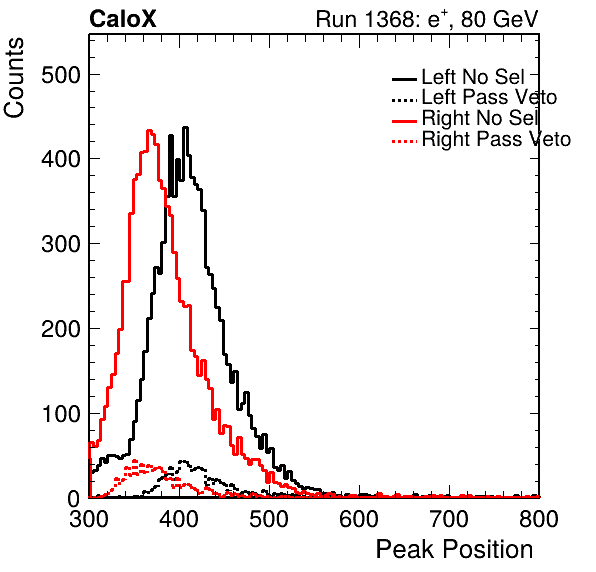 CaloX Run 1368: e+, 80 GeV
Counts
500
400
300
200
100
0
Left No Sel
Left Pass Veto
Right No Sel
Right Pass Veto
300 400 500 600 700 800
Peak Position